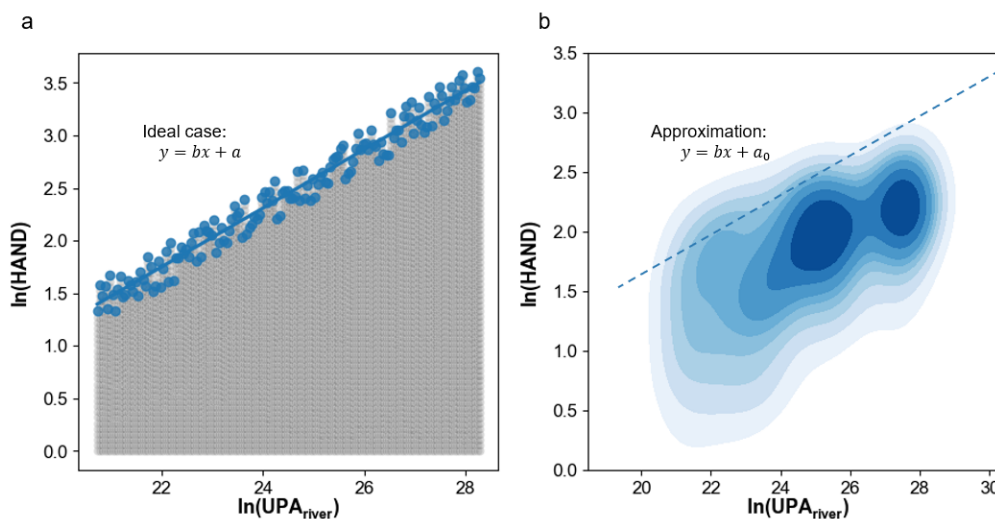 a
3.5
3.0
2.5
2.0
1.5
1.0
0.5
0.0
ln(HAND)
Ideal case:
y = bx + a
22
24
26
28
ln(UPAriver)
b
3.5
3.0
2.5
2.0
1.5
1.0
0.5
0.0
ln(HAND)
Approximation:
y = bx + a₀
20
22
24
26
28
30
ln(UPAriver)